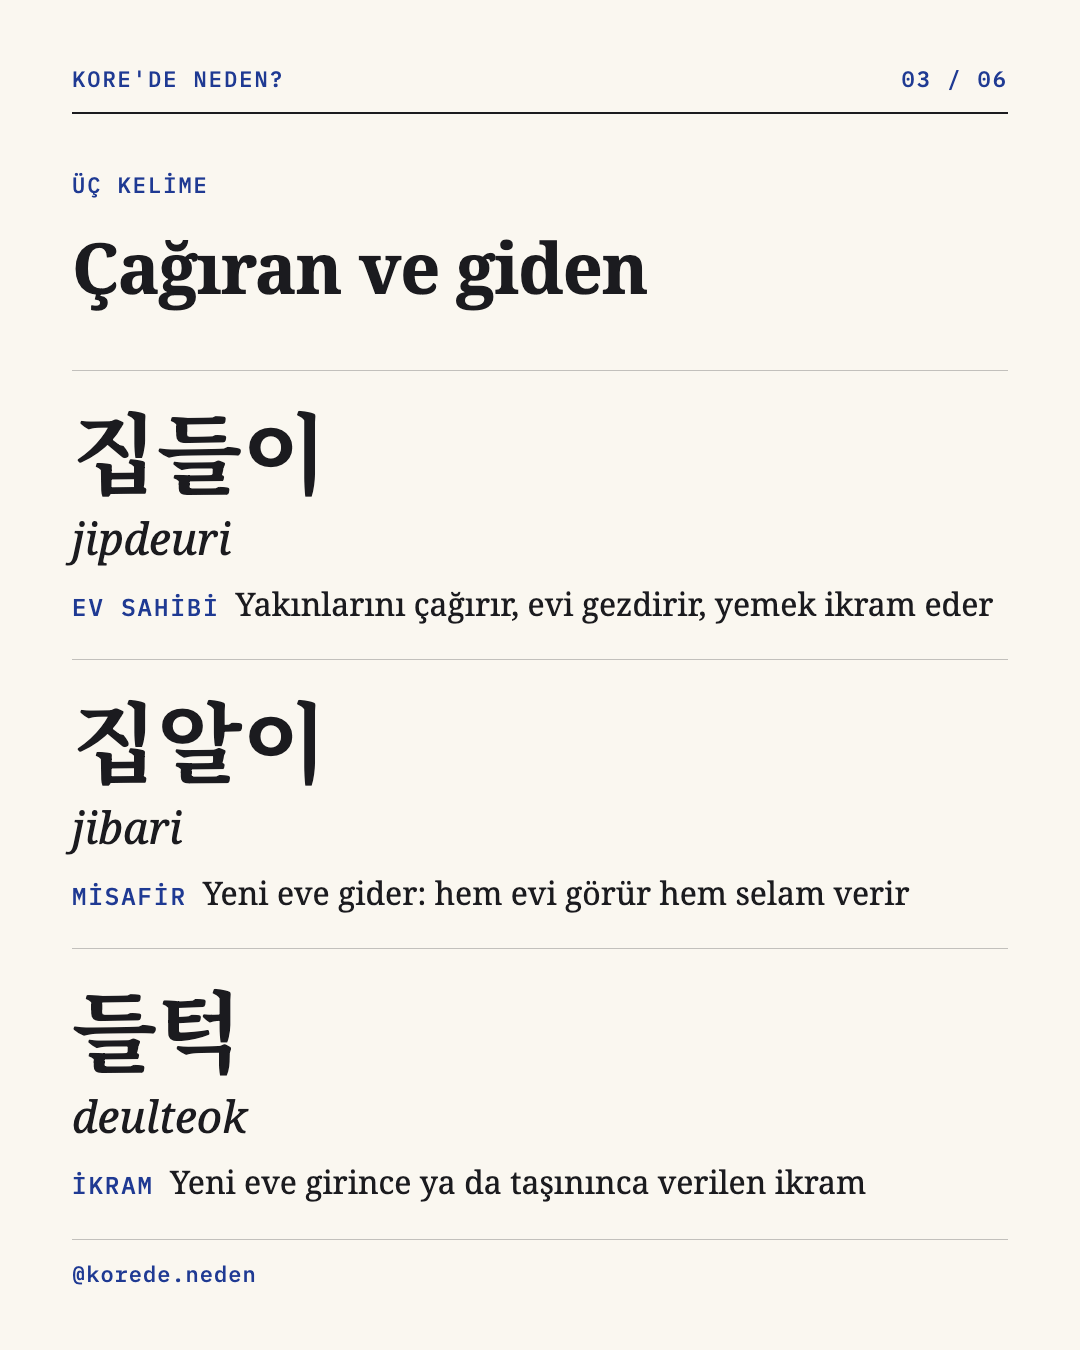 KORE'DE NEDEN?
03 / 06
ÜÇ KELİME
Çağıran ve giden
집들이
jipdeuri
EV SAHİBİ Yakınlarını çağırır, evi gezdirir, yemek ikram eder
집알이
jibari
MİSAFİR Yeni eve gider: hem evi görür hem selam verir
들턱
deulteok
İKRAM Yeni eve girince ya da taşınınca verilen ikram
@korede.neden